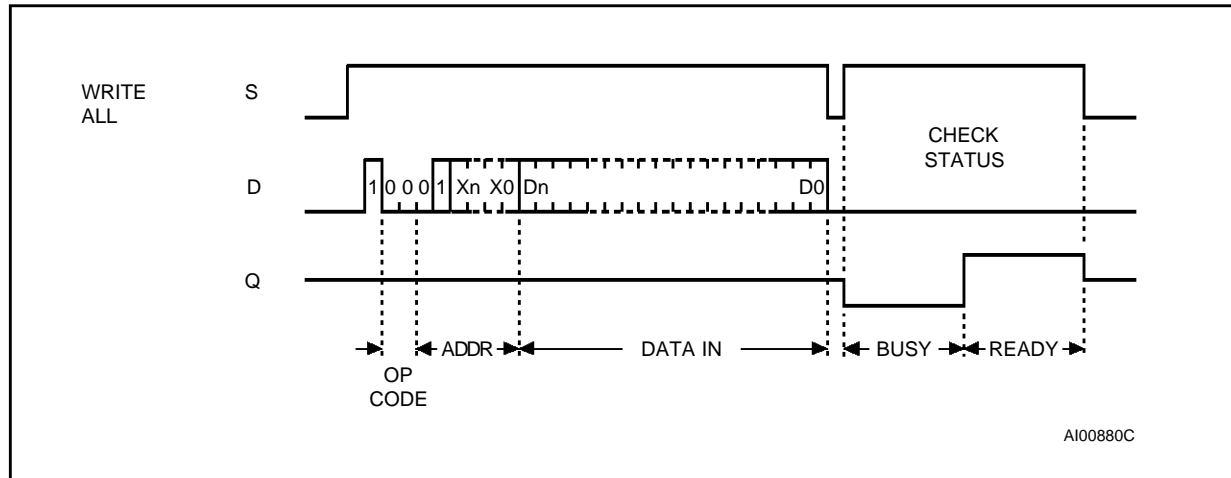 WRITE
ALL
S
CHECK
STATUS
D
1 0 0 0 1 Xn X0 Dn D0
Q
ADDR DATA IN BUSY READY
OP
CODE
AI00880C